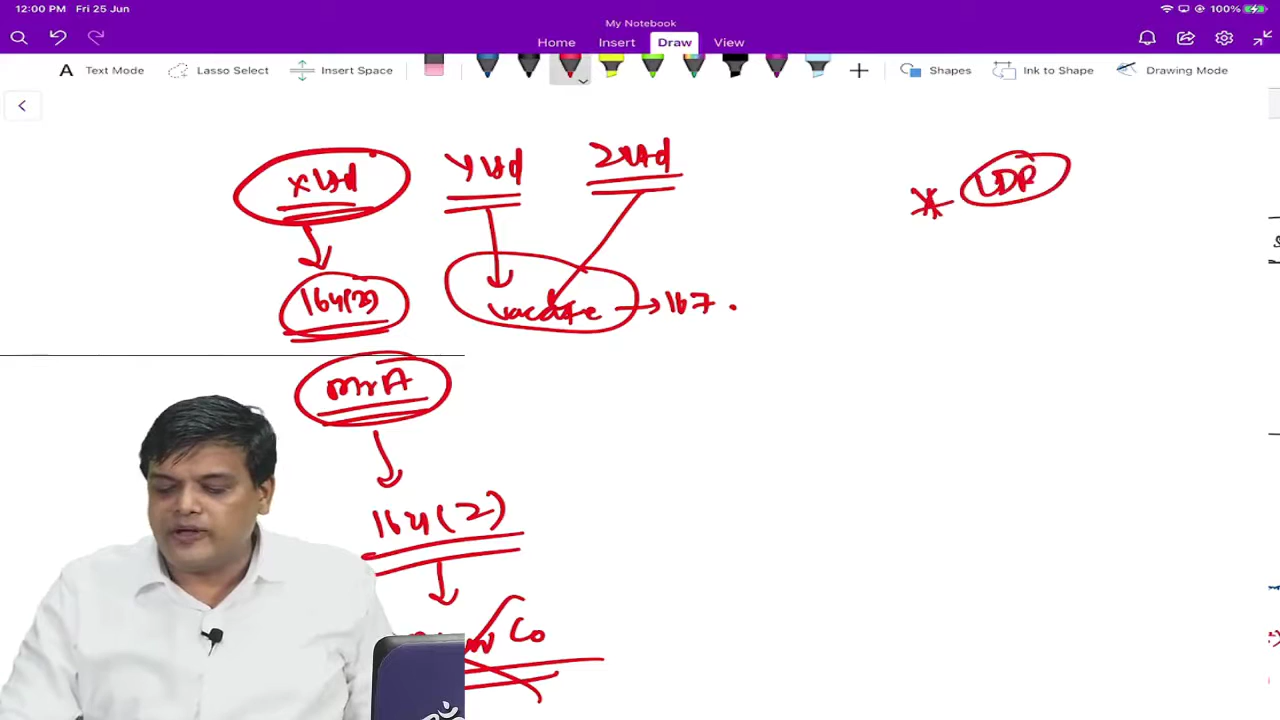 12:00 PM Fri 25 Jun
100%
My Notebook
Home Insert Draw View
A Text Mode Lasso Select Insert Space Shapes Ink to Shape Drawing Mode
X Ltd Y Ltd Z Ltd
* LDR
164(2)
vacate → 167.
Mr A
164(2)
Co